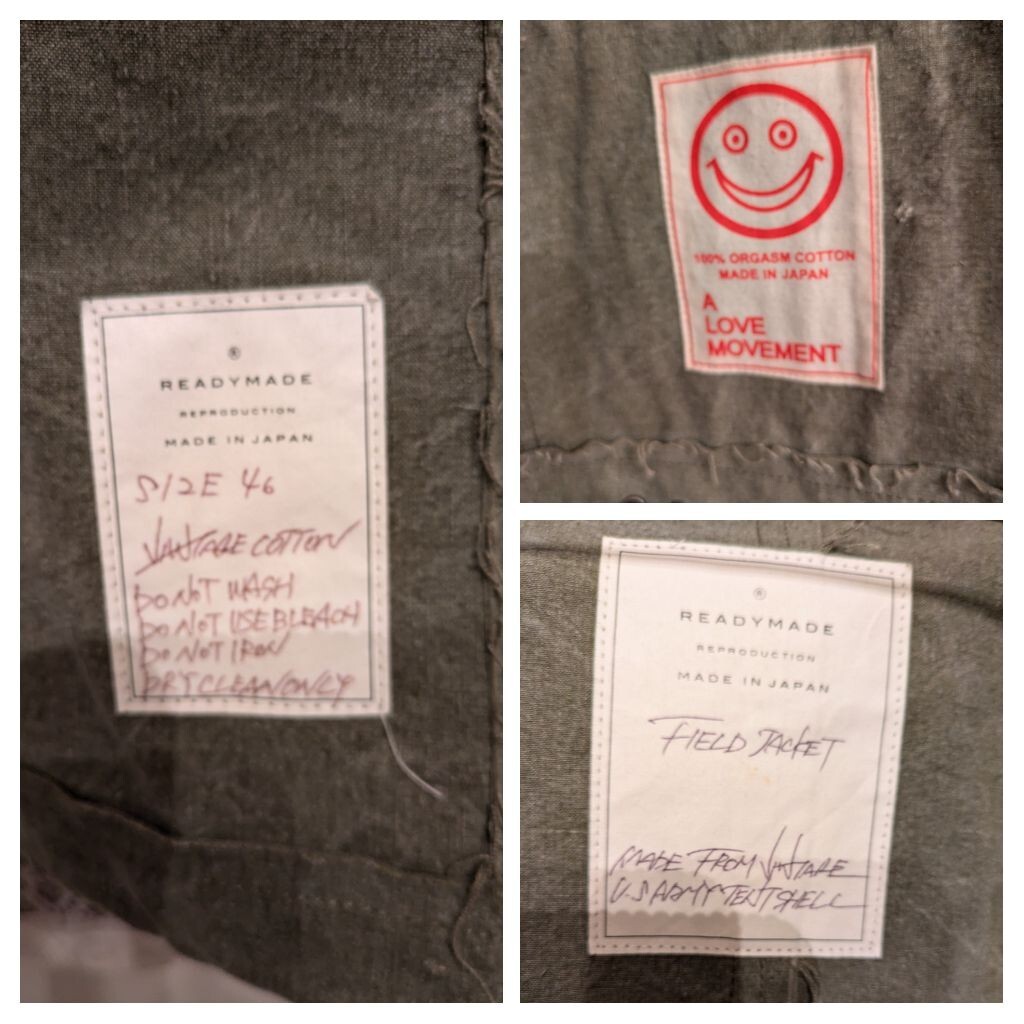 ®
READYMADE
REPRODUCTION
MADE IN JAPAN
SIZE 46
VINTAGE COTTON
DO NOT WASH
DO NOT USE BLEACH
DO NOT IRON
DRY CLEAN ONLY
100% ORGASM COTTON
MADE IN JAPAN
A
LOVE
MOVEMENT
®
READYMADE
REPRODUCTION
MADE IN JAPAN
FIELD JACKET
MADE FROM VINTAGE
U.S ARMY TENT SHELL